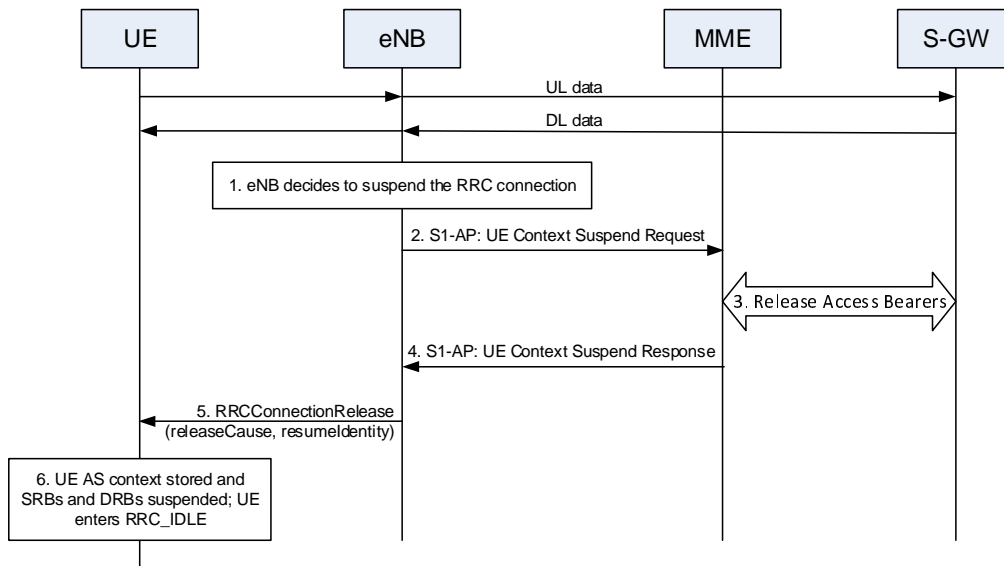 UE
eNB
MME
S-GW
UL data
DL data
1. eNB decides to suspend the RRC connection
2. S1-AP: UE Context Suspend Request
3. Release Access Bearers
4. S1-AP: UE Context Suspend Response
5. RRCConnectionRelease
(releaseCause, resumeIdentity)
6. UE AS context stored and
SRBs and DRBs suspended; UE
enters RRC_IDLE